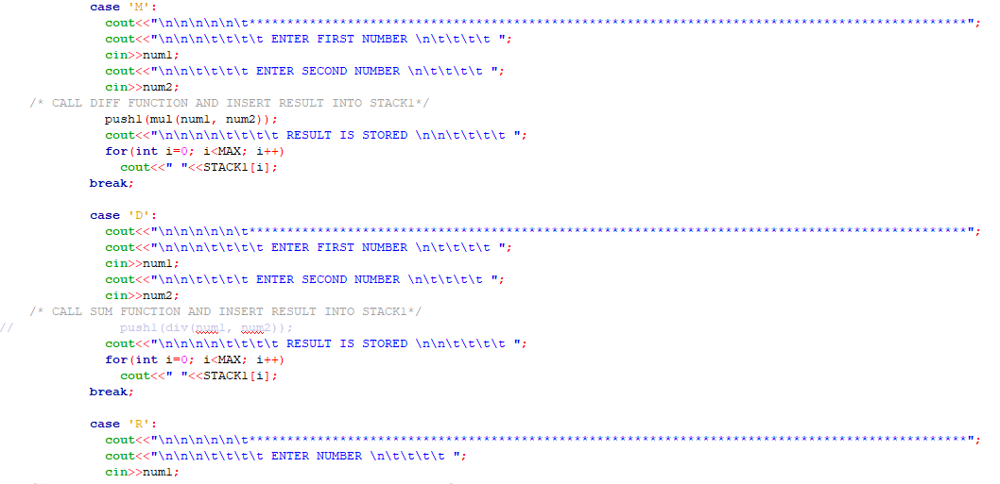 case 'M':
cout<<"\n\n\n\n\n\t***********************************************************************************************";
cout<<"\n\n\n\t\t\t\t ENTER FIRST NUMBER \n\t\t\t\t ";
cin>>num1;
cout<<"\n\n\t\t\t\t ENTER SECOND NUMBER \n\t\t\t\t ";
cin>>num2;
/* CALL DIFF FUNCTION AND INSERT RESULT INTO STACK1*/
push1(mul(num1, num2));
cout<<"\n\n\n\n\t\t\t\t RESULT IS STORED \n\n\t\t\t\t ";
for(int i=0; i<MAX; i++)
cout<<" "<<STACK1[i];
break;
case 'D':
cout<<"\n\n\n\n\n\t***********************************************************************************************";
cout<<"\n\n\n\t\t\t\t ENTER FIRST NUMBER \n\t\t\t\t ";
cin>>num1;
cout<<"\n\n\t\t\t\t ENTER SECOND NUMBER \n\t\t\t\t ";
cin>>num2;
/* CALL SUM FUNCTION AND INSERT RESULT INTO STACK1*/
// push1(div(num1, num2));
cout<<"\n\n\n\n\t\t\t\t RESULT IS STORED \n\n\t\t\t\t ";
for(int i=0; i<MAX; i++)
cout<<" "<<STACK1[i];
break;
case 'R':
cout<<"\n\n\n\n\n\t***********************************************************************************************";
cout<<"\n\n\n\t\t\t\t ENTER NUMBER \n\t\t\t\t ";
cin>>num1;